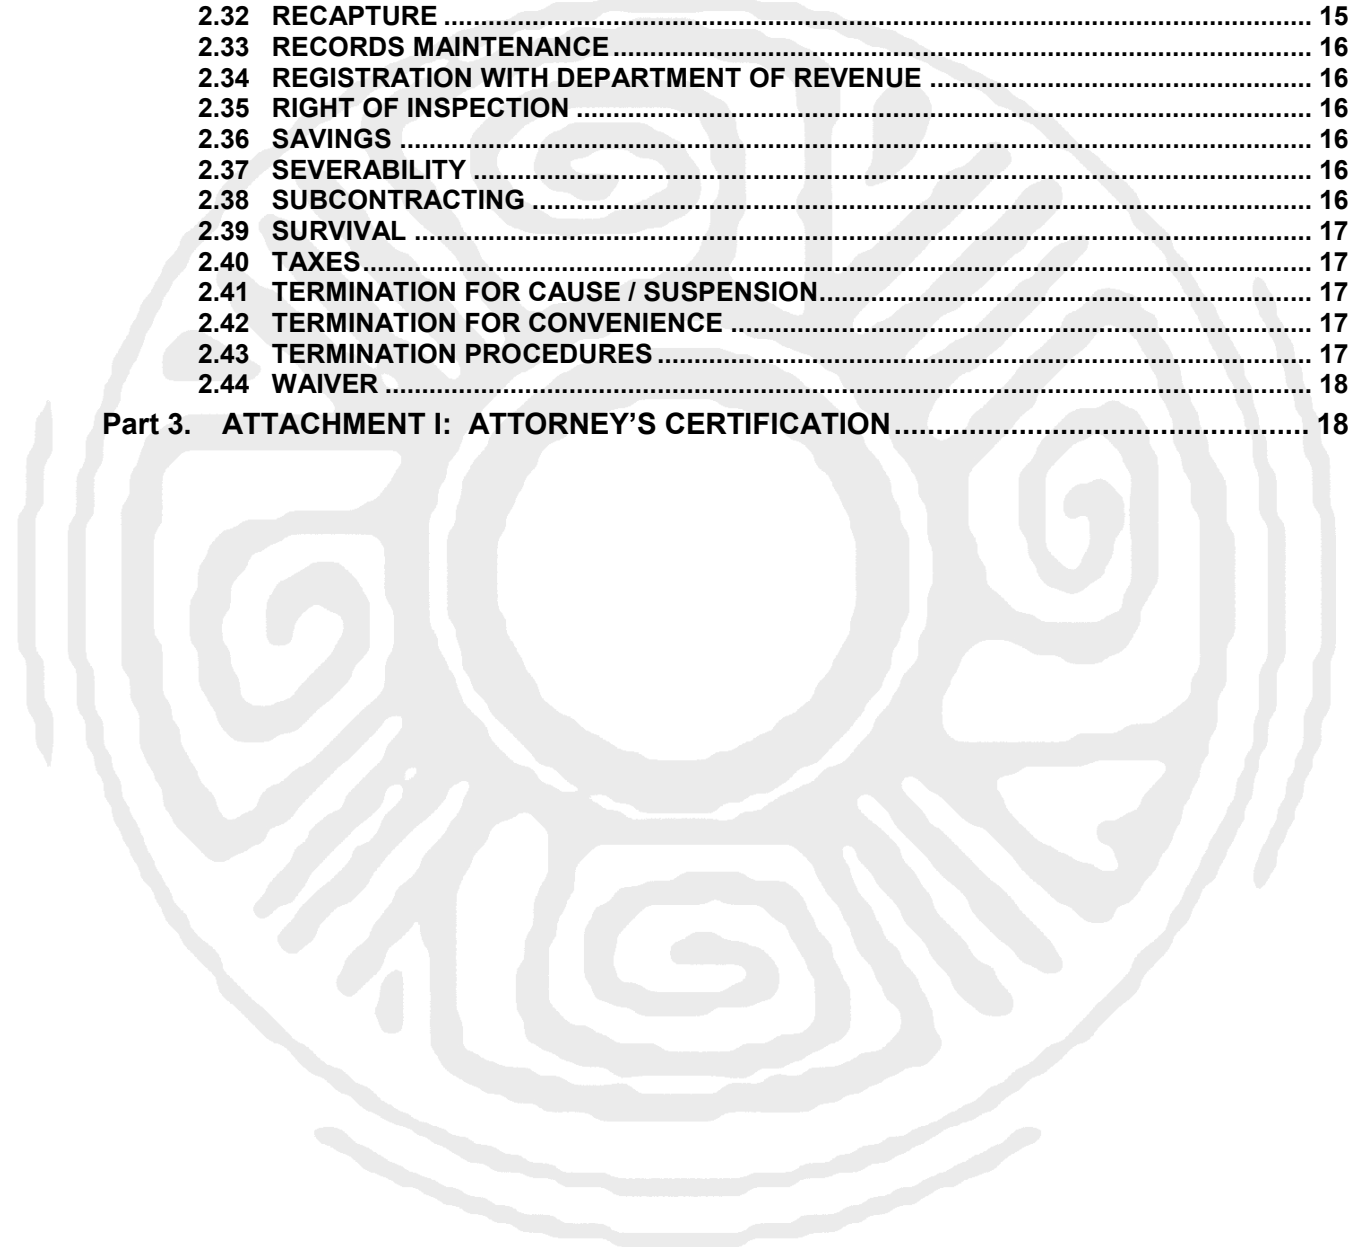 2.32 RECAPTURE ........................................................ 15
2.33 RECORDS MAINTENANCE ........................................................ 16
2.34 REGISTRATION WITH DEPARTMENT OF REVENUE ........................................................ 16
2.35 RIGHT OF INSPECTION ........................................................ 16
2.36 SAVINGS ........................................................ 16
2.37 SEVERABILITY ........................................................ 16
2.38 SUBCONTRACTING ........................................................ 16
2.39 SURVIVAL ........................................................ 17
2.40 TAXES ........................................................ 17
2.41 TERMINATION FOR CAUSE / SUSPENSION ........................................................ 17
2.42 TERMINATION FOR CONVENIENCE ........................................................ 17
2.43 TERMINATION PROCEDURES ........................................................ 17
2.44 WAIVER ........................................................ 18
Part 3. ATTACHMENT I: ATTORNEY’S CERTIFICATION ........................................................ 18